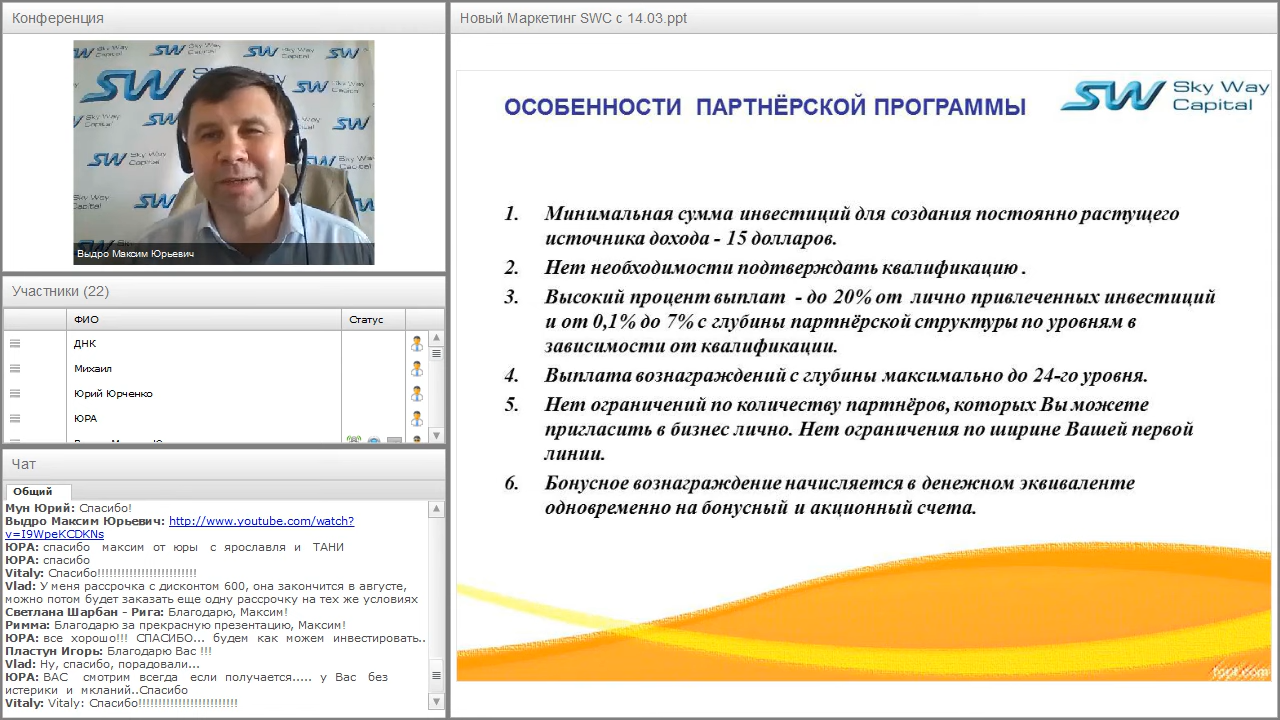 Конференция
Новый Маркетинг SWC с 14.03.ppt
SW
Sky Way
Capital
Выдро Максим Юрьевич
Участники (22)
ФИО
Статус
ДНК
Михаил
Юрий Юрченко
ЮРА
Чат
Общий
Мун Юрий: Спасибо!
Выдро Максим Юрьевич: http://www.youtube.com/watch?
v=I9WpeKCDKNs
ЮРА: спасибо максим от юры с ярославля и ТАНИ
ЮРА: спасибо
Vitaly: Спасибо!!!!!!!!!!!!!!!!!!!!!!!!!
Vlad: У меня рассрочка с дисконтом 600, она закончится в августе,
можно потом будет заказать еще одну рассрочку на тех же условиях
Светлана Шарбан - Рига: Благодарю, Максим!
Римма: Благодарю за прекрасную презентацию, Максим!
ЮРА: все хорошо!!! СПАСИБО... будем как можем инвестировать..
Пластун Игорь: Благодарю Вас !!!
Vlad: Ну, спасибо, порадовали...
ЮРА: ВАС смотрим всегда если получается..... у Вас без
истерики и мкланий..Спасибо
Vitaly: Vitaly: Спасибо!!!!!!!!!!!!!!!!!!!!!!!!!
ОСОБЕННОСТИ ПАРТНЁРСКОЙ ПРОГРАММЫ
SW Sky Way
Capital
1. Минимальная сумма инвестиций для создания постоянно растущего
источника дохода - 15 долларов.
2. Нет необходимости подтверждать квалификацию .
3. Высокий процент выплат - до 20% от лично привлеченных инвестиций
и от 0,1% до 7% с глубины партнёрской структуры по уровням в
зависимости от квалификации.
4. Выплата вознаграждений с глубины максимально до 24-го уровня.
5. Нет ограничений по количеству партнёров, которых Вы можете
пригласить в бизнес лично. Нет ограничения по ширине Вашей первой
линии.
6. Бонусное вознаграждение начисляется в денежном эквиваленте
одновременно на бонусный и акционный счета.
fppt.com